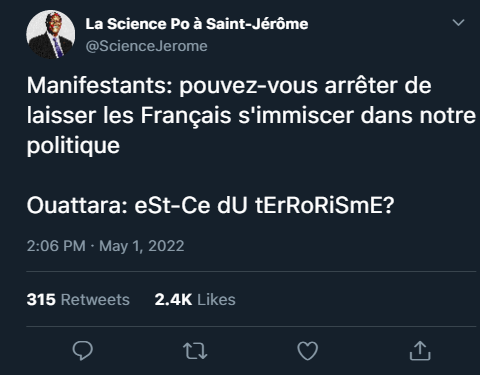 La Science Po à Saint-Jérôme
@ScienceJerome
Manifestants: pouvez-vous arrêter de
laisser les Français s'immiscer dans notre
politique
Ouattara: eSt-Ce dU tErRoRiSmE?
2:06 PM · May 1, 2022
315 Retweets 2.4K Likes